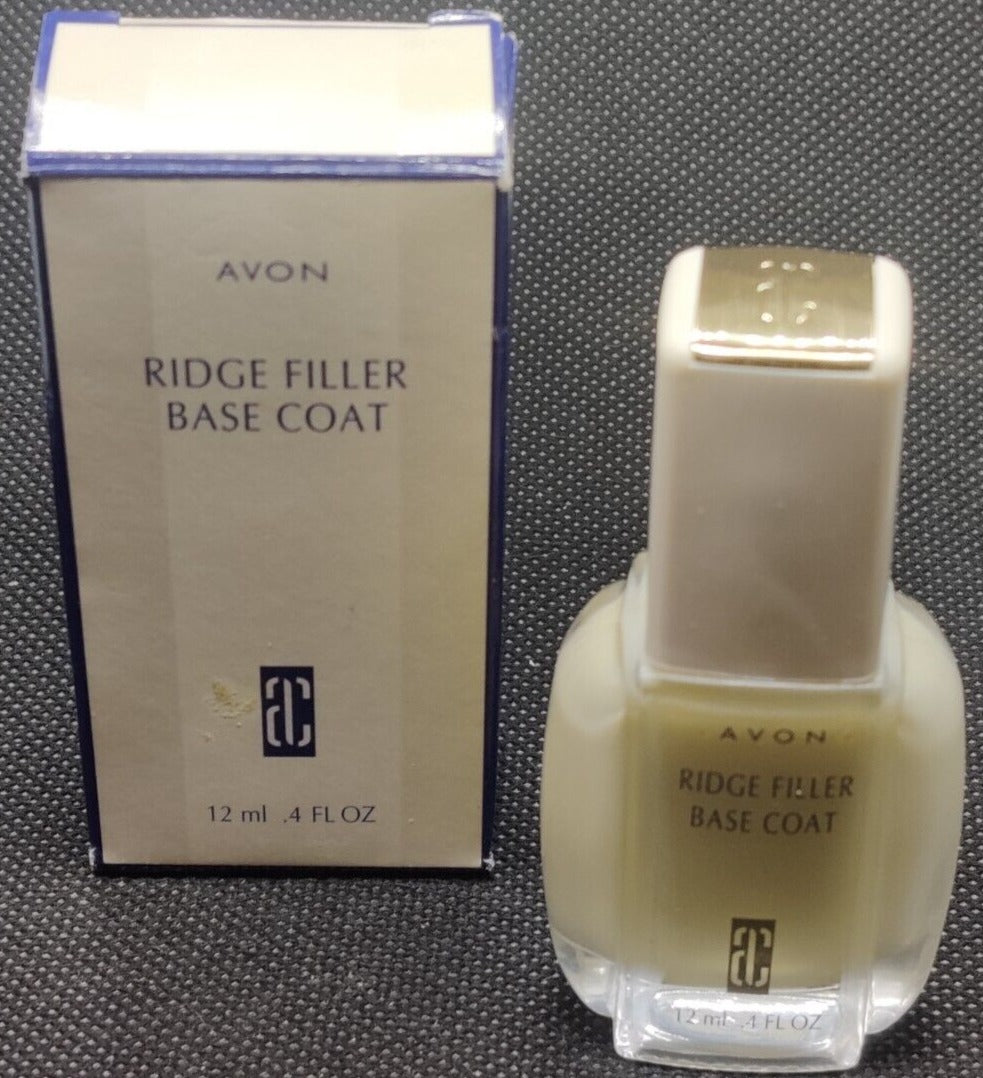 AVON
RIDGE FILLER
BASE COAT
12 ml .4 FL OZ
AVON
RIDGE FILLER
BASE COAT
12 ml .4 FL OZ